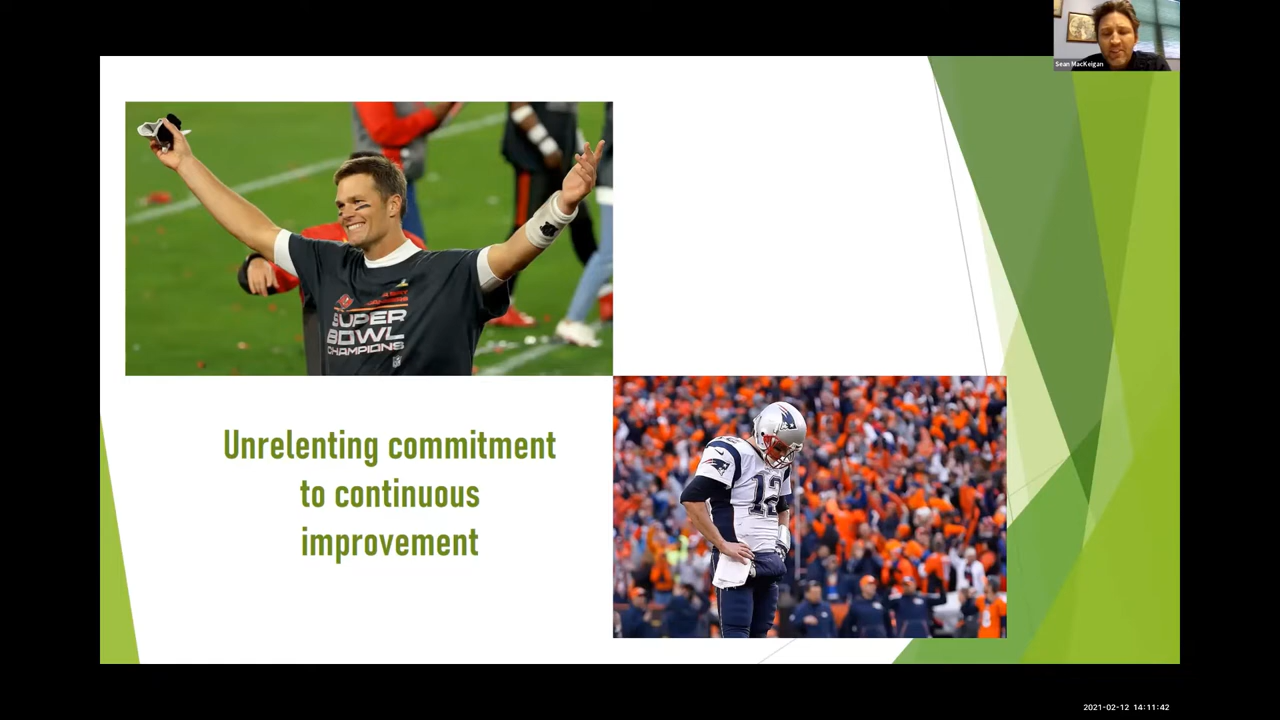 Sean MacKeigan
SUPER
BOWL
CHAMPIONS
Unrelenting commitment
to continuous
improvement
12
2021-02-12 14:11:42